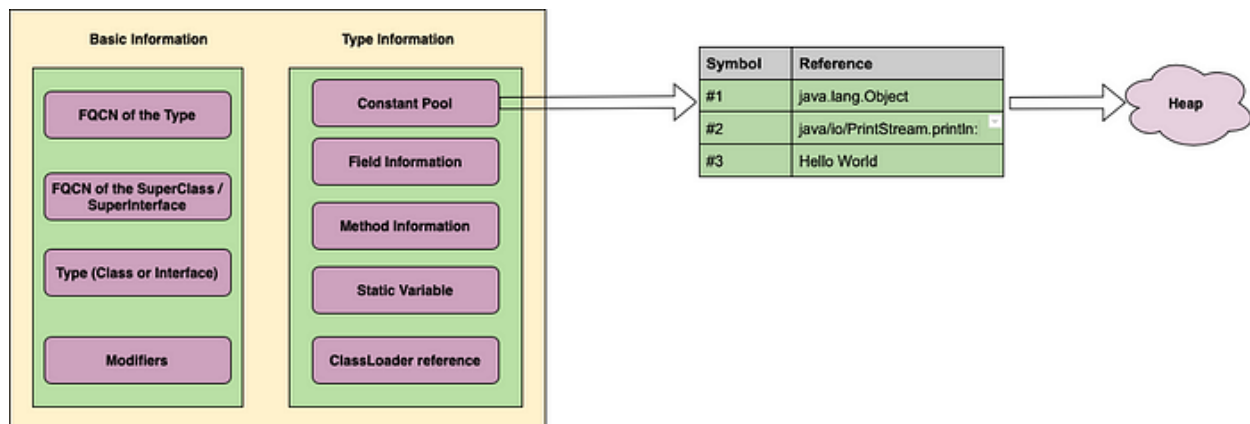 Basic Information
FQCN of the Type
FQCN of the SuperClass /
SuperInterface
Type (Class or Interface)
Modifiers
Type Information
Constant Pool
Field Information
Method Information
Static Variable
ClassLoader reference
Symbol Reference
#1 java.lang.Object
#2 java/io/PrintStream.println:
#3 Hello World
Heap